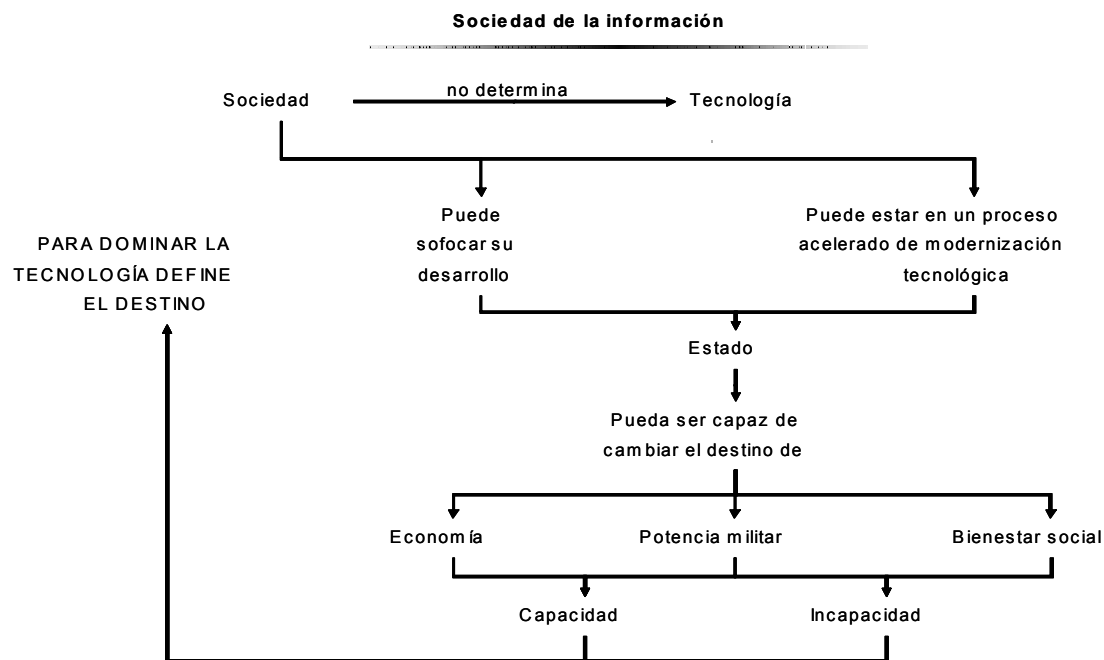 Sociedad de la información
no determina
Sociedad
Tecnología
Puede
sofocar su
desarrollo
Puede estar en un proceso
acelerado de modernización
tecnológica
PARA DOMINAR LA
TECNOLOGÍA DEFINE
EL DESTINO
Estado
Pueda ser capaz de
cambiar el destino de
Economía
Potencia militar
Bienestar social
Capacidad
Incapacidad